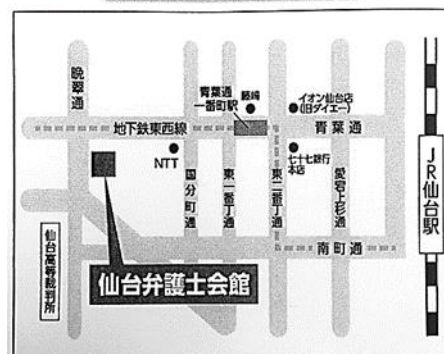 晩翠通
青葉通
一番町駅
藤崎
イオン仙台店
(旧ダイエー)
地下鉄東西線
青葉通
NTT
七十七銀行
本店
国分町通
東一番丁通
東二番丁通
愛宕上杉通
南町通
JR仙台駅
仙台高等裁判所
仙台弁護士会館